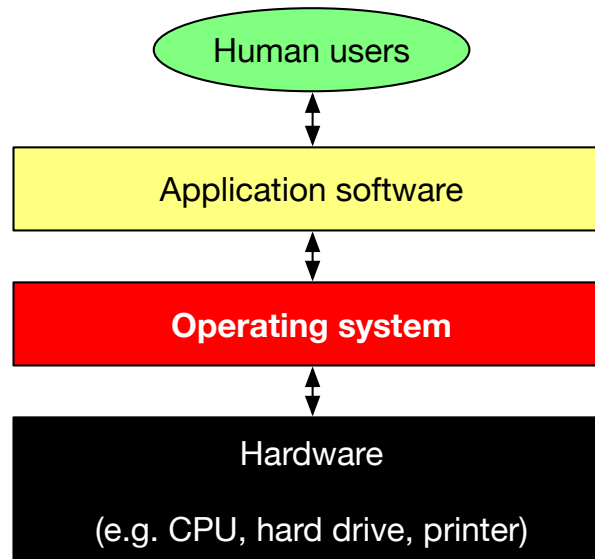 Human users
Application software
Operating system
Hardware
(e.g. CPU, hard drive, printer)